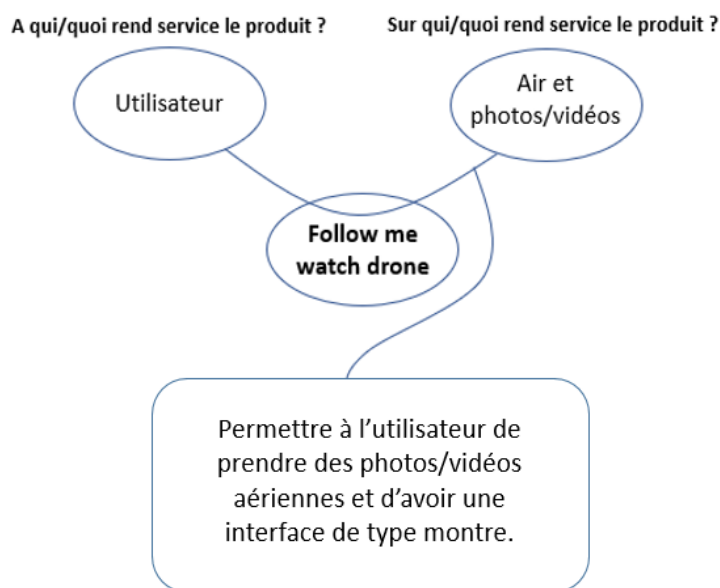 A qui/quoi rend service le produit ?
Sur qui/quoi rend service le produit ?
Utilisateur
Air et
photos/vidéos
Follow me
watch drone
Permettre à l’utilisateur de
prendre des photos/vidéos
aériennes et d’avoir une
interface de type montre.